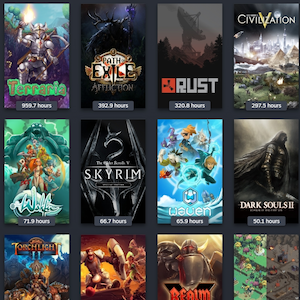 Terraria
PATH
OF
EXILE
AFFLICTION
RUST
CIVILIZATION V
959.7 hours
392.9 hours
320.8 hours
297.5 hours
The Elder Scrolls V
SKYRIM
DARK SOULS II
71.9 hours
66.7 hours
65.9 hours
50.1 hours
TORCHLIGHT
II
REALM